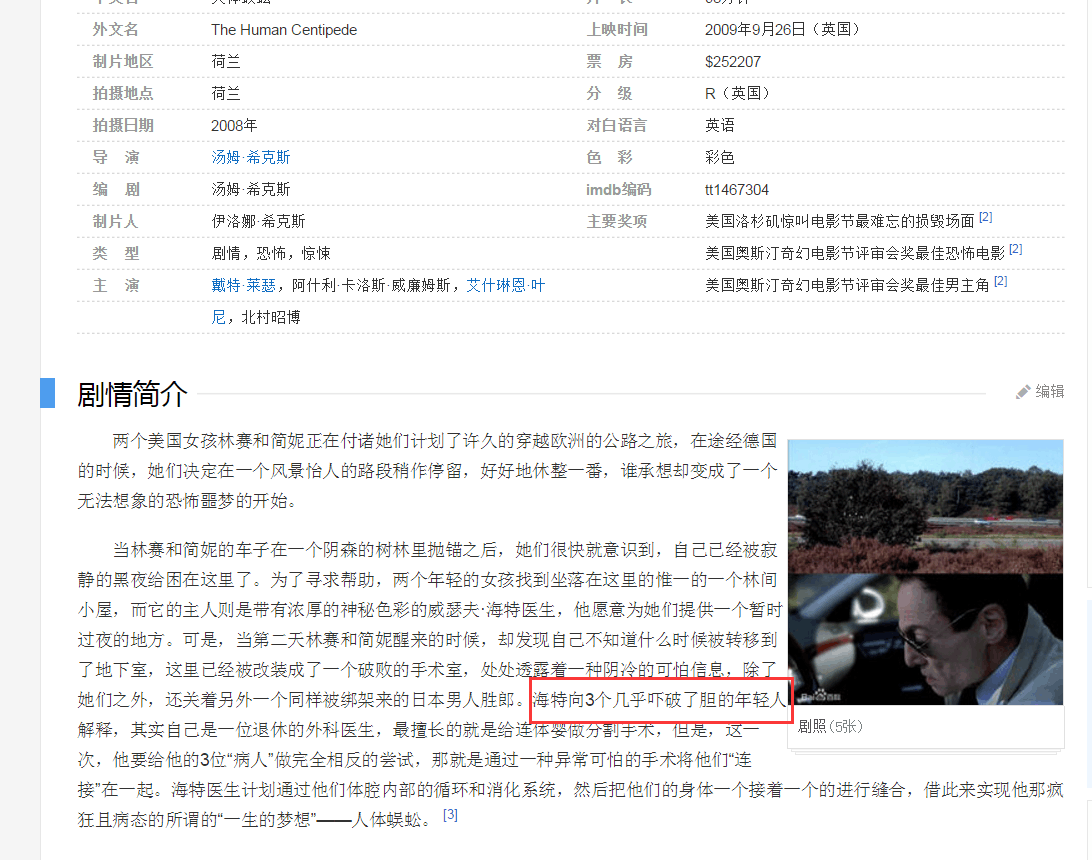 外文名 The Human Centipede 上映时间 2009年9月26日（英国）
制片地区 荷兰 票 房 $252207
拍摄地点 荷兰 分 级 R（英国）
拍摄日期 2008年 对白语言 英语
导 演 汤姆·希克斯 色 彩 彩色
编 剧 汤姆·希克斯 imdb编码 tt1467304
制片人 伊洛娜·希克斯 主要奖项 美国洛杉矶惊叫电影节最难忘的损毁场面 [2]
类 型 剧情，恐怖，惊悚 美国奥斯汀奇幻电影节评审会奖最佳恐怖电影 [2]
主 演 戴特·莱瑟，阿什利·卡洛斯·威廉姆斯，艾什琳恩·叶 美国奥斯汀奇幻电影节评审会奖最佳男主角 [2]
尼，北村昭博
剧情简介 编辑
两个美国女孩林赛和简妮正在付诸她们计划了许久的穿越欧洲的公路之旅，在途经德国
的时候，她们决定在一个风景怡人的路段稍作停留，好好地休整一番，谁承想却变成了一个
无法想象的恐怖噩梦的开始。
当林赛和简妮的车子在一个阴森的树林里抛锚之后，她们很快就意识到，自己已经被寂
静的黑夜给困在这里了。为了寻求帮助，两个年轻的女孩找到坐落在这里的惟一的一个林间
小屋，而它的主人则是带有浓厚的神秘色彩的威瑟夫·海特医生，他愿意为她们提供一个暂时
过夜的地方。可是，当第二天林赛和简妮醒来的时候，却发现自己不知道什么时候被转移到
了地下室，这里已经被改装成了一个破败的手术室，处处透露着一种阴冷的可怕信息，除了
她们之外，还关着另外一个同样被绑架来的日本男人胜郎。海特向3个几乎吓破了胆的年轻人
解释，其实自己是一位退休的外科医生，最擅长的就是给连体婴做分割手术，但是，这一
次，他要给他的3位“病人”做完全相反的尝试，那就是通过一种异常可怕的手术将他们“连
接”在一起。海特医生计划通过他们体腔内部的循环和消化系统，然后把他们的身体一个接着一个的进行缝合，借此来实现他那疯
狂且病态的所谓的“一生的梦想”——人体蜈蚣。 [3]
Bai百科
剧照（5张）